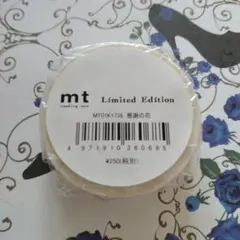 mt
masking tape
Limited Edition
MT01K1735 感謝の花
4 971910 260685
¥250(税別)